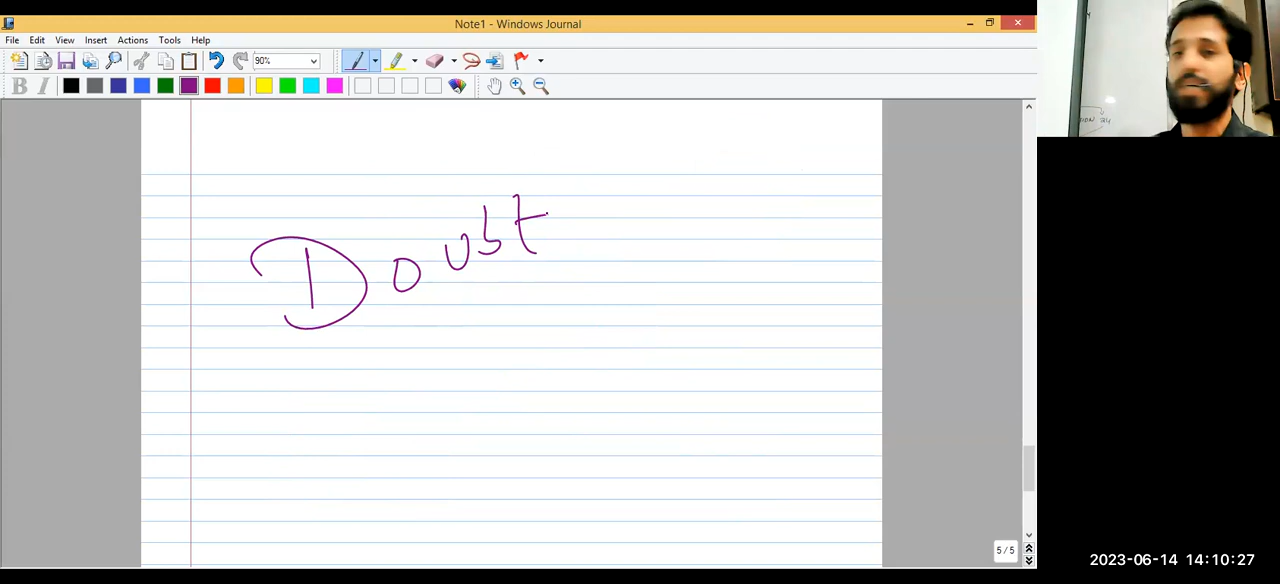 Note1 - Windows Journal
File Edit View Insert Actions Tools Help
90%
B I
Doubt
5 / 5
2023-06-14 14:10:27